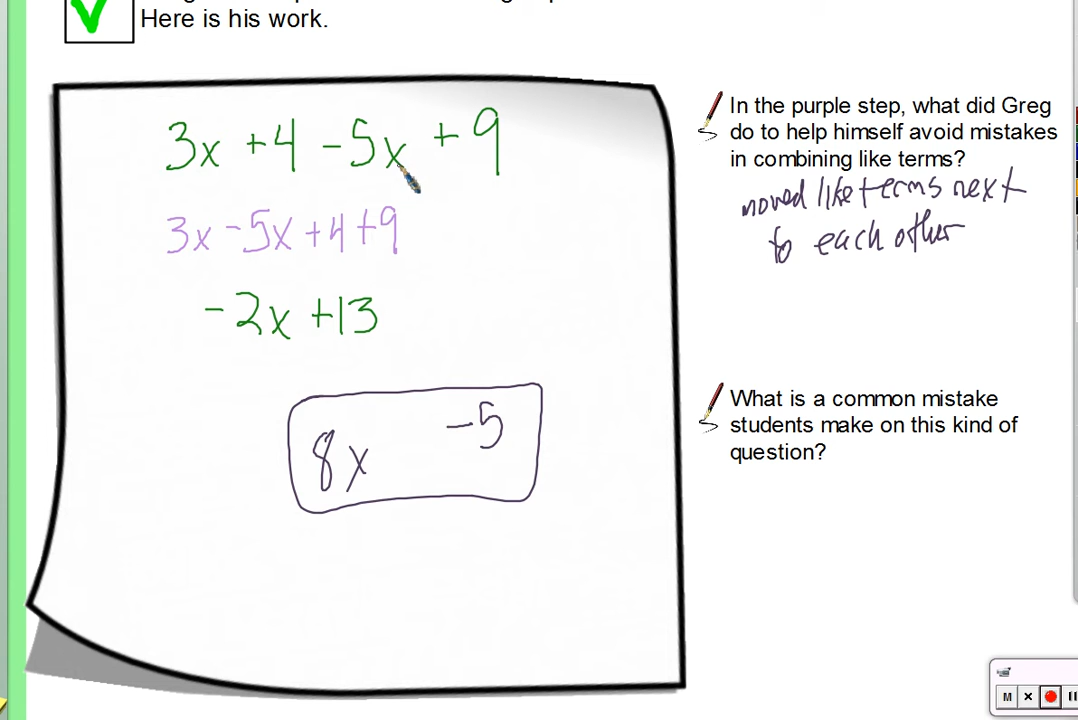 Here is his work.
3x +4 -5x +9
3x -5x +4 +9
-2x +13
8x -5
In the purple step, what did Greg
do to help himself avoid mistakes
in combining like terms?
moved like terms next
to each other
What is a common mistake
students make on this kind of
question?
M